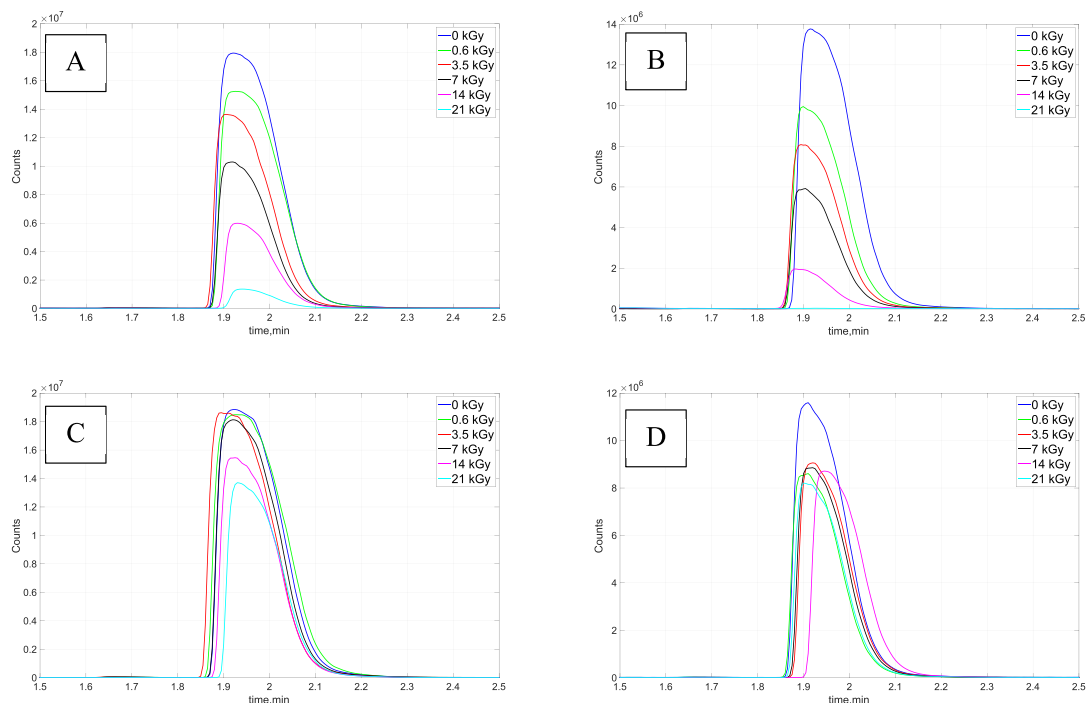 A
×10⁷
2
1.8
1.6
1.4
1.2
1
0.8
0.6
0.4
0.2
0
Counts
1.5 1.6 1.7 1.8 1.9 2 2.1 2.2 2.3 2.4 2.5
time,min
0 kGy
0.6 kGy
3.5 kGy
7 kGy
14 kGy
21 kGy
B
×10⁶
14
12
10
8
6
4
2
0
Counts
1.5 1.6 1.7 1.8 1.9 2 2.1 2.2 2.3 2.4 2.5
time,min
0 kGy
0.6 kGy
3.5 kGy
7 kGy
14 kGy
21 kGy
C
×10⁷
2
1.8
1.6
1.4
1.2
1
0.8
0.6
0.4
0.2
0
Counts
1.5 1.6 1.7 1.8 1.9 2 2.1 2.2 2.3 2.4 2.5
time,min
0 kGy
0.6 kGy
3.5 kGy
7 kGy
14 kGy
21 kGy
D
×10⁶
12
10
8
6
4
2
0
Counts
1.5 1.6 1.7 1.8 1.9 2 2.1 2.2 2.3 2.4 2.5
time,min
0 kGy
0.6 kGy
3.5 kGy
7 kGy
14 kGy
21 kGy